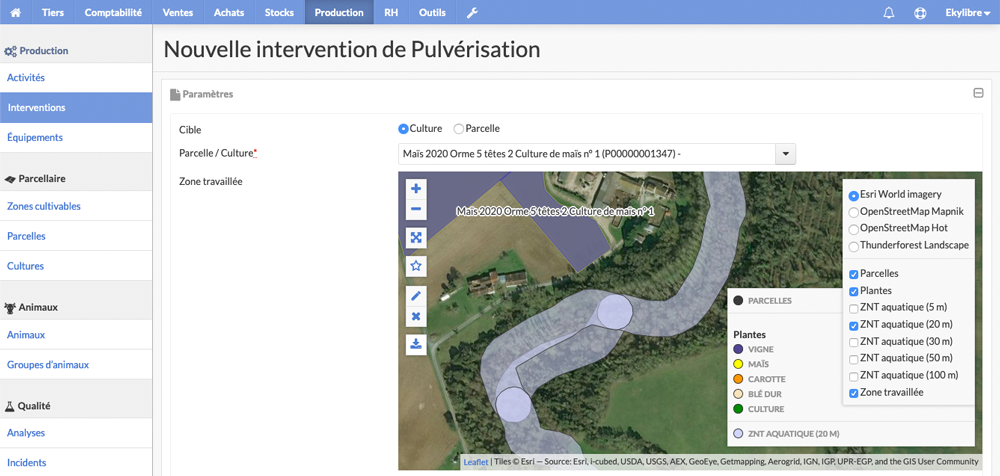 Tiers Comptabilité Ventes Achats Stocks Production RH Outils Ekylibre
Production
Activités
Interventions
Équipements
Parcellaire
Zones cultivables
Parcelles
Cultures
Animaux
Animaux
Groupes d'animaux
Qualité
Analyses
Incidents
Nouvelle intervention de Pulvérisation
Paramètres
Cible
Culture Parcelle
Parcelle / Culture*
Maïs 2020 Orme 5 têtes 2 Culture de maïs n° 1 (P00000001347) -
Zone travaillée
Maïs 2020 Orme 5 têtes 2 Culture de maïs n° 1
Esri World imagery
OpenStreetMap Mapnik
OpenStreetMap Hot
Thunderforest Landscape
Parcelles
Plantes
ZNT aquatique (5 m)
ZNT aquatique (20 m)
ZNT aquatique (30 m)
ZNT aquatique (50 m)
ZNT aquatique (100 m)
Zone travaillée
PARCELLES
Plantes
VIGNE
MAÏS
CAROTTE
BLÉ DUR
CULTURE
ZNT AQUATIQUE (20 M)
Leaflet | Tiles © Esri — Source: Esri, i-cubed, USDA, USGS, AEX, GeoEye, Getmapping, Aerogrid, IGN, IGP, UPR-EGP, and the GIS User Community